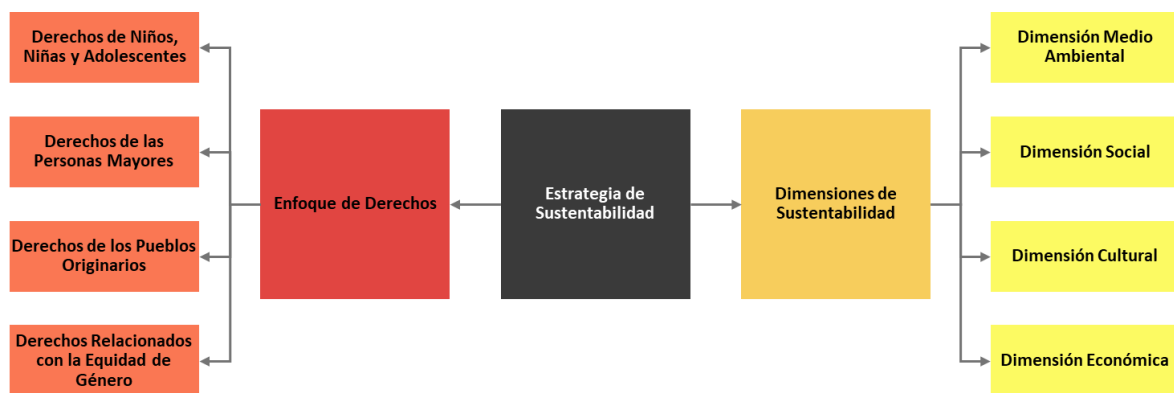 Derechos de Niños,
Niñas y Adolescentes
Derechos de las
Personas Mayores
Derechos de los Pueblos
Originarios
Derechos Relacionados
con la Equidad de
Género
Enfoque de Derechos
Estrategia de
Sustentabilidad
Dimensiones de
Sustentabilidad
Dimensión Medio
Ambiental
Dimensión Social
Dimensión Cultural
Dimensión Económica